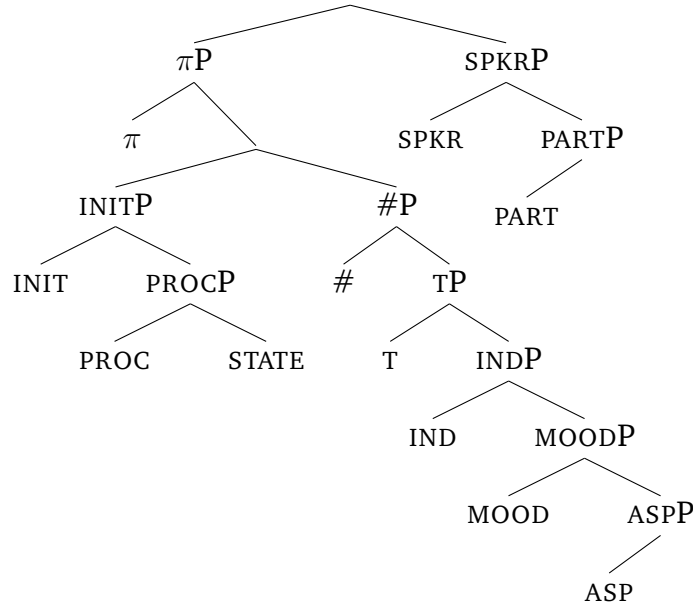 πP SPKRP
π SPKR PARTP
INITP #P PART
INIT PROCP # TP
PROC STATE T INDP
IND MOODP
MOOD ASPP
ASP